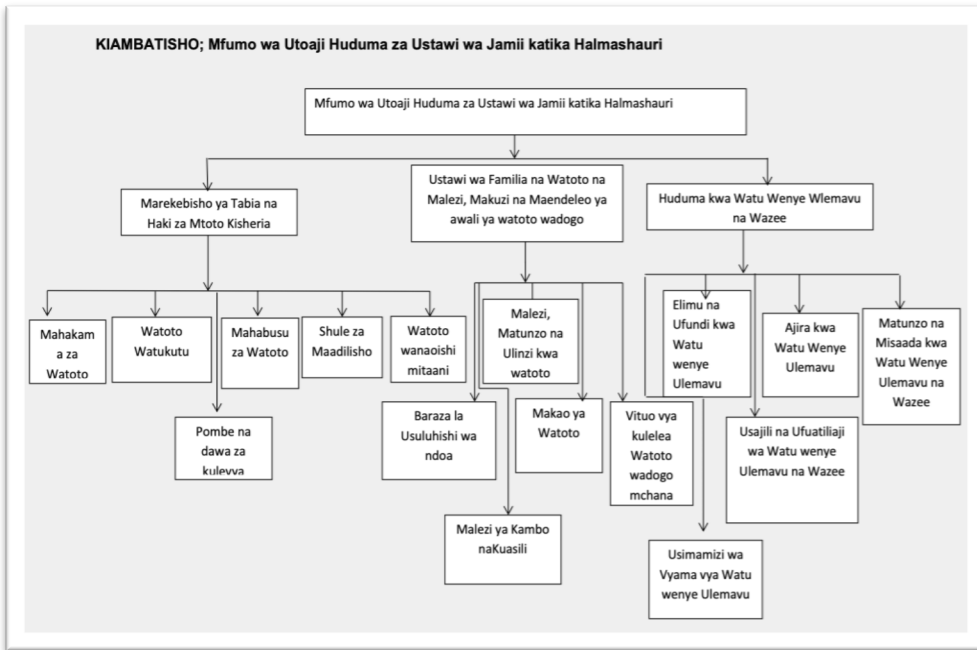 KIAMBATISHO; Mfumo wa Utoaji Huduma za Ustawi wa Jamii katika Halmashauri
Mfumo wa Utoaji Huduma za Ustawi wa Jamii katika Halmashauri
Marekebisho ya Tabia na
Haki za Mtoto Kisheria
Ustawi wa Familia na Watoto na
Malezi, Makuzi na Maendeleo ya
awali ya watoto wadogo
Huduma kwa Watu Wenye Wlemavu
na Wazee
Mahakam
a za
Watoto
Watoto
Watukutu
Mahabusu
za Watoto
Shule za
Maadilisho
Watoto
wanaoishi
mitaani
Pombe na
dawa za
kulevya
Malezi,
Matunzo na
Ulinzi kwa
watoto
Baraza la
Usuluhishi wa
ndoa
Makao ya
Watoto
Vituo vya
kulelea
Watoto
wadogo
mchana
Malezi ya Kambo
naKuasili
Elimu na
Ufundi kwa
Watu
wenye
Ulemavu
Ajira kwa
Watu Wenye
Ulemavu
Matunzo na
Misaada kwa
Watu Wenye
Ulemavu na
Wazee
Usajili na Ufuatiliaji
wa Watu wenye
Ulemavu na Wazee
Usimamizi wa
Vyama vya Watu
wenye Ulemavu